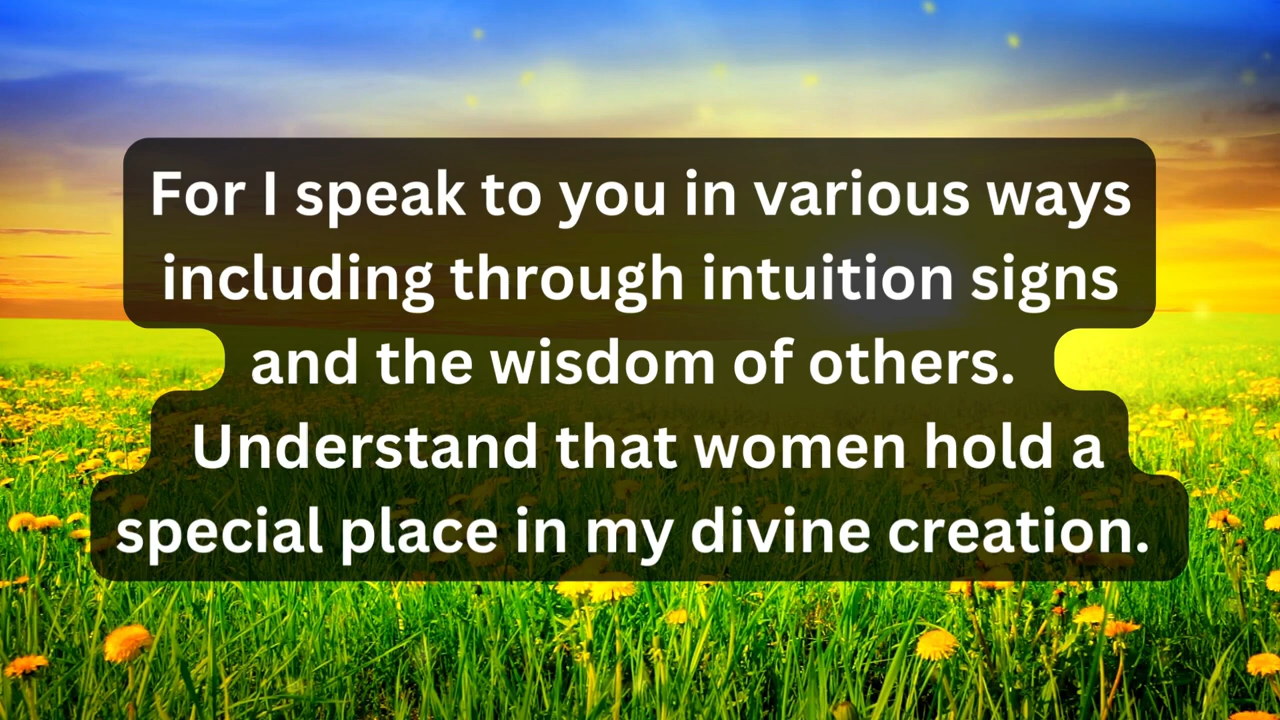 For I speak to you in various ways
including through intuition signs
and the wisdom of others.
Understand that women hold a
special place in my divine creation.